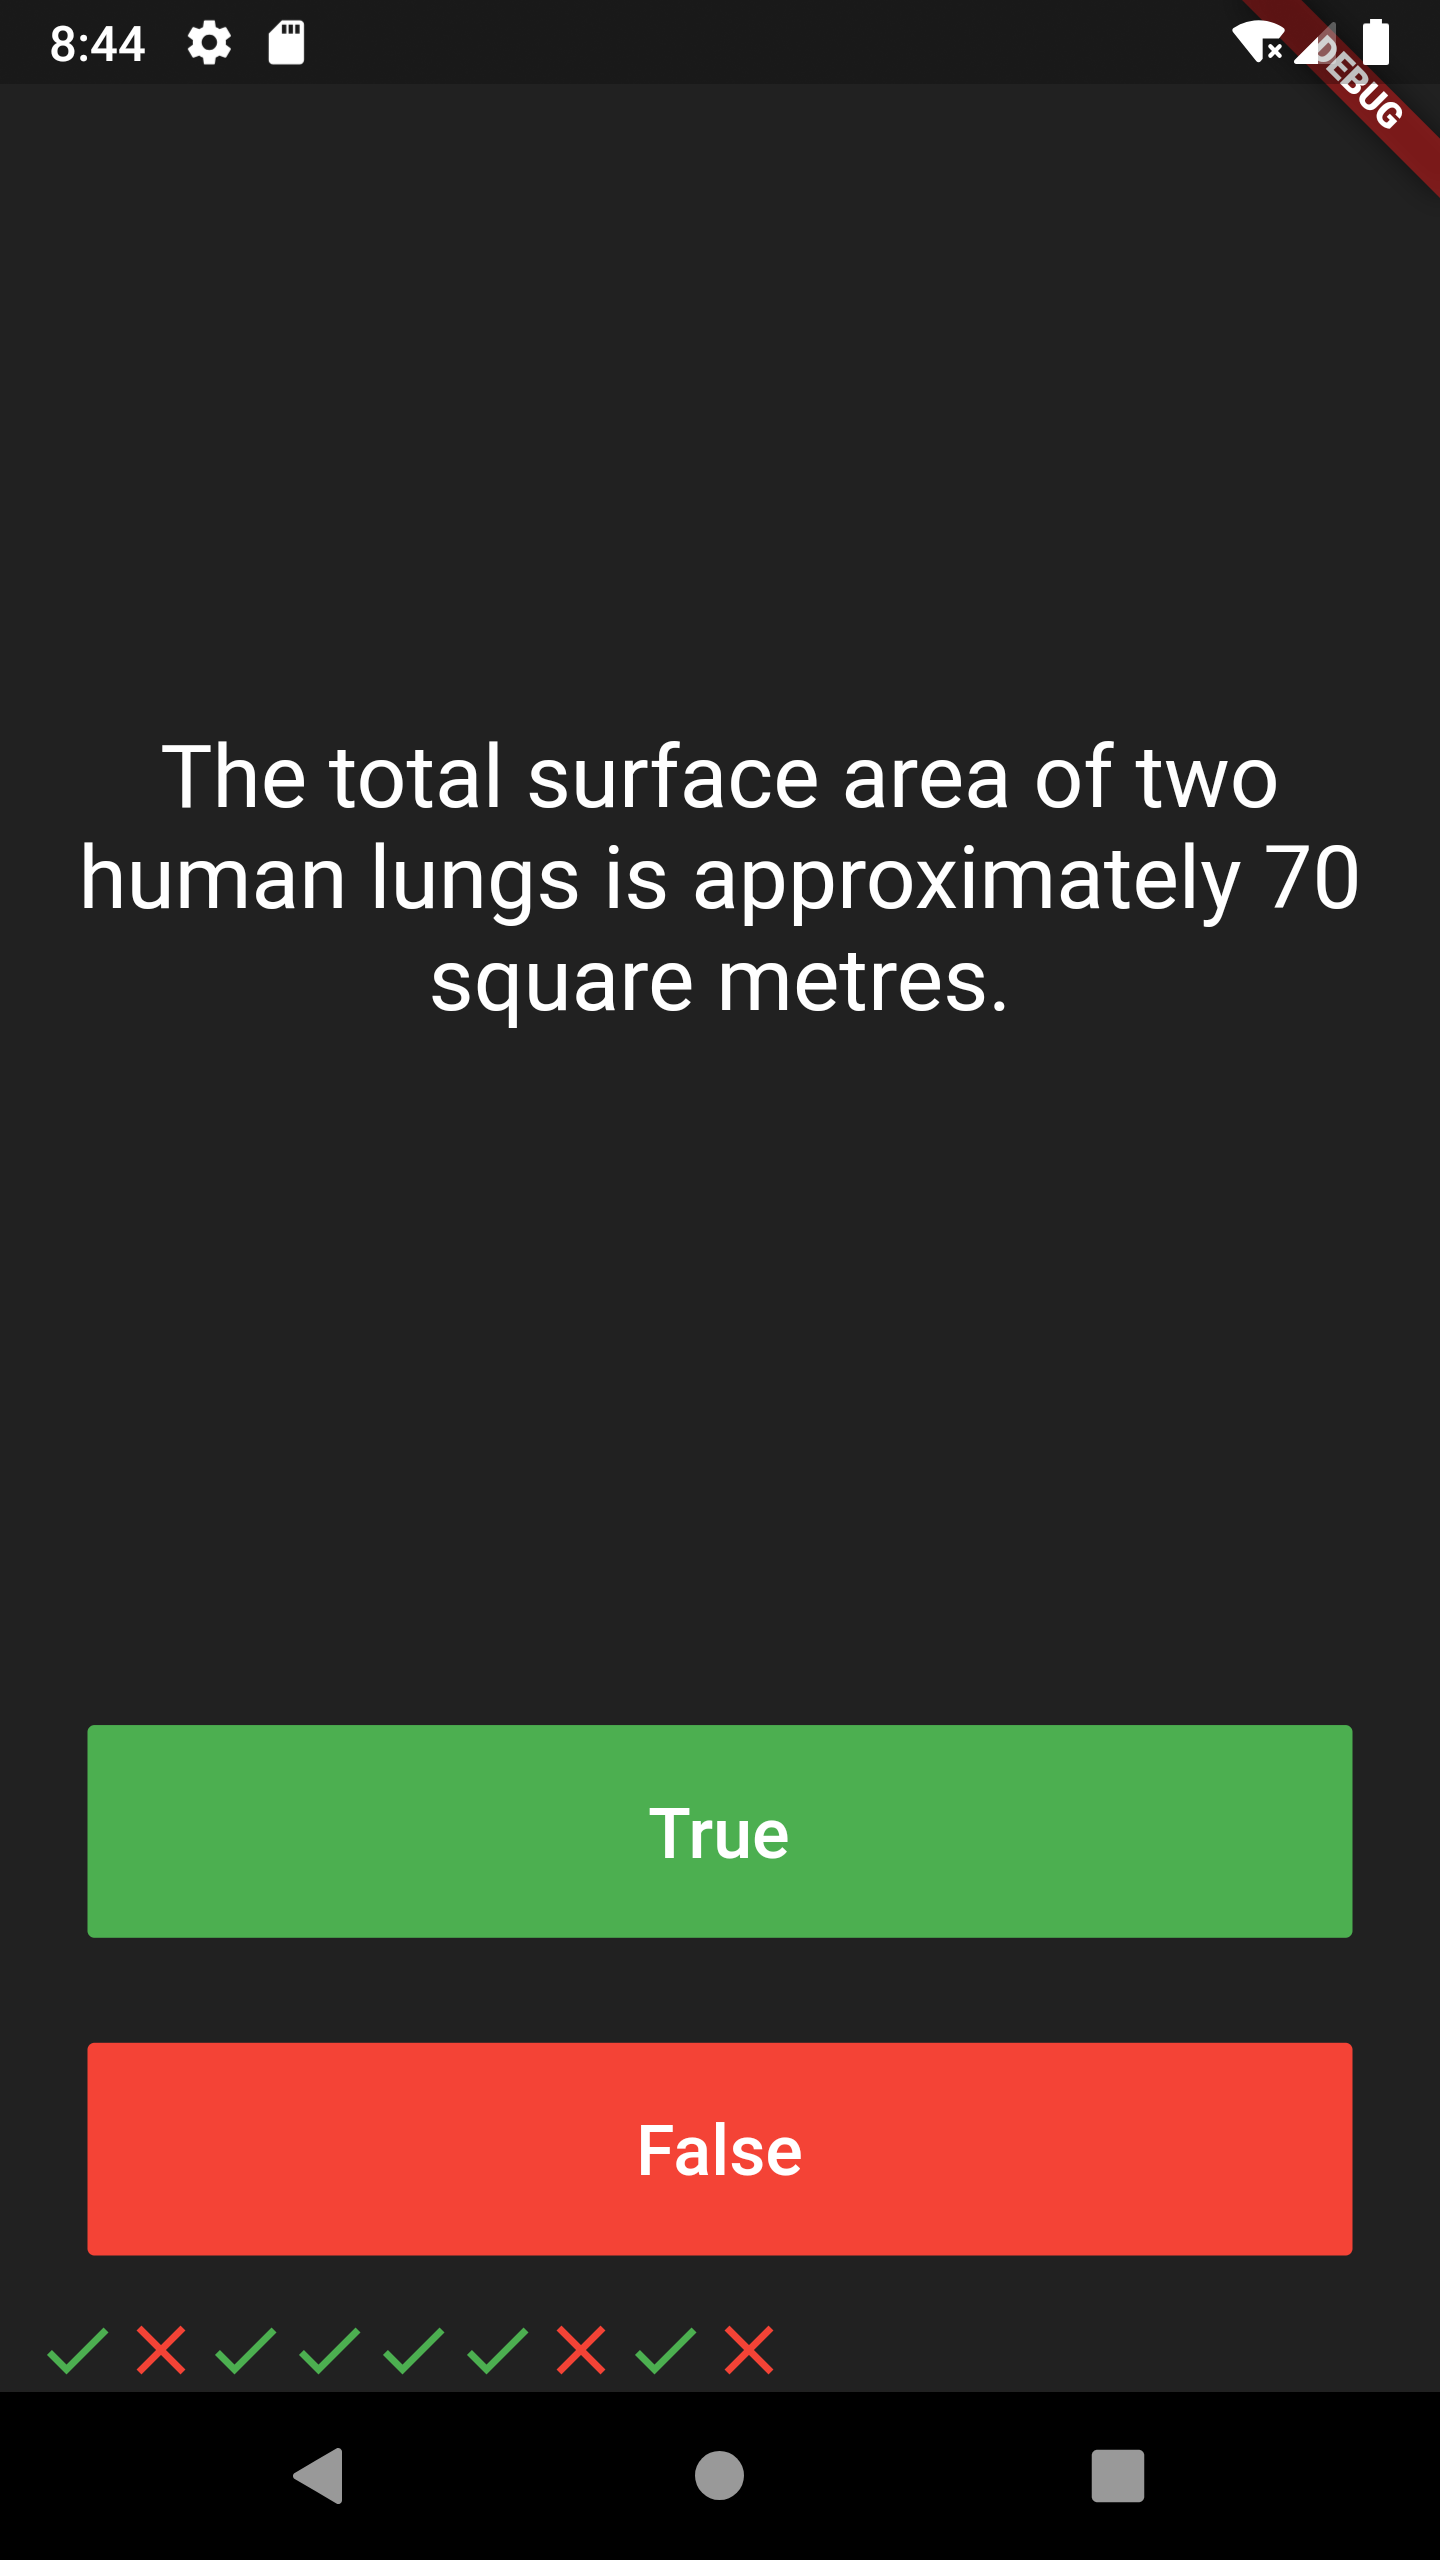 8:44
DEBUG
The total surface area of two
human lungs is approximately 70
square metres.
True
False